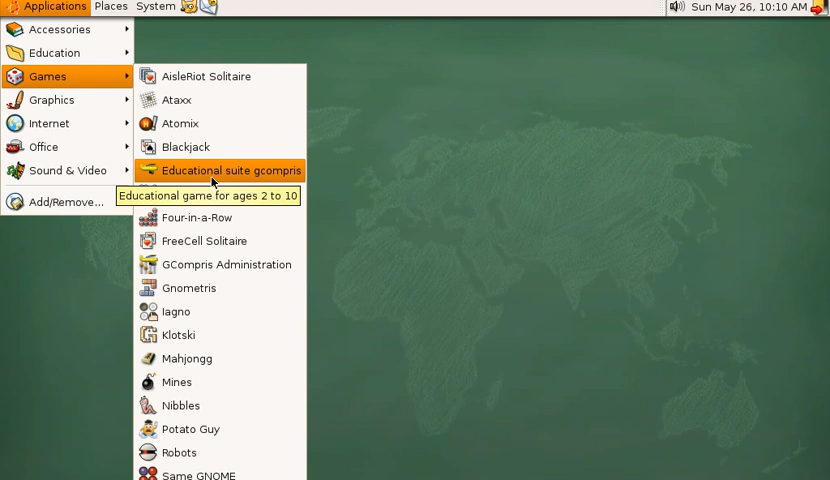 Applications Places System Sun May 26, 10:10 AM
Accessories
Education
Games
Graphics
Internet
Office
Sound & Video
Add/Remove...
AisleRiot Solitaire
Ataxx
Atomix
Blackjack
Educational suite gcompris
Educational game for ages 2 to 10
Four-in-a-Row
FreeCell Solitaire
GCompris Administration
Gnometris
Iagno
Klotski
Mahjongg
Mines
Nibbles
Potato Guy
Robots
Same GNOME